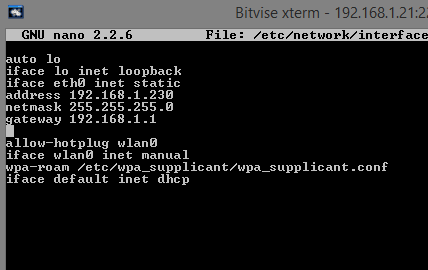 Bitvise xterm - 192.168.1.21:22
GNU nano 2.2.6 File: /etc/network/interface
auto lo
iface lo inet loopback
iface eth0 inet static
address 192.168.1.230
netmask 255.255.255.0
gateway 192.168.1.1
allow-hotplug wlan0
iface wlan0 inet manual
wpa-roam /etc/wpa_supplicant/wpa_supplicant.conf
iface default inet dhcp